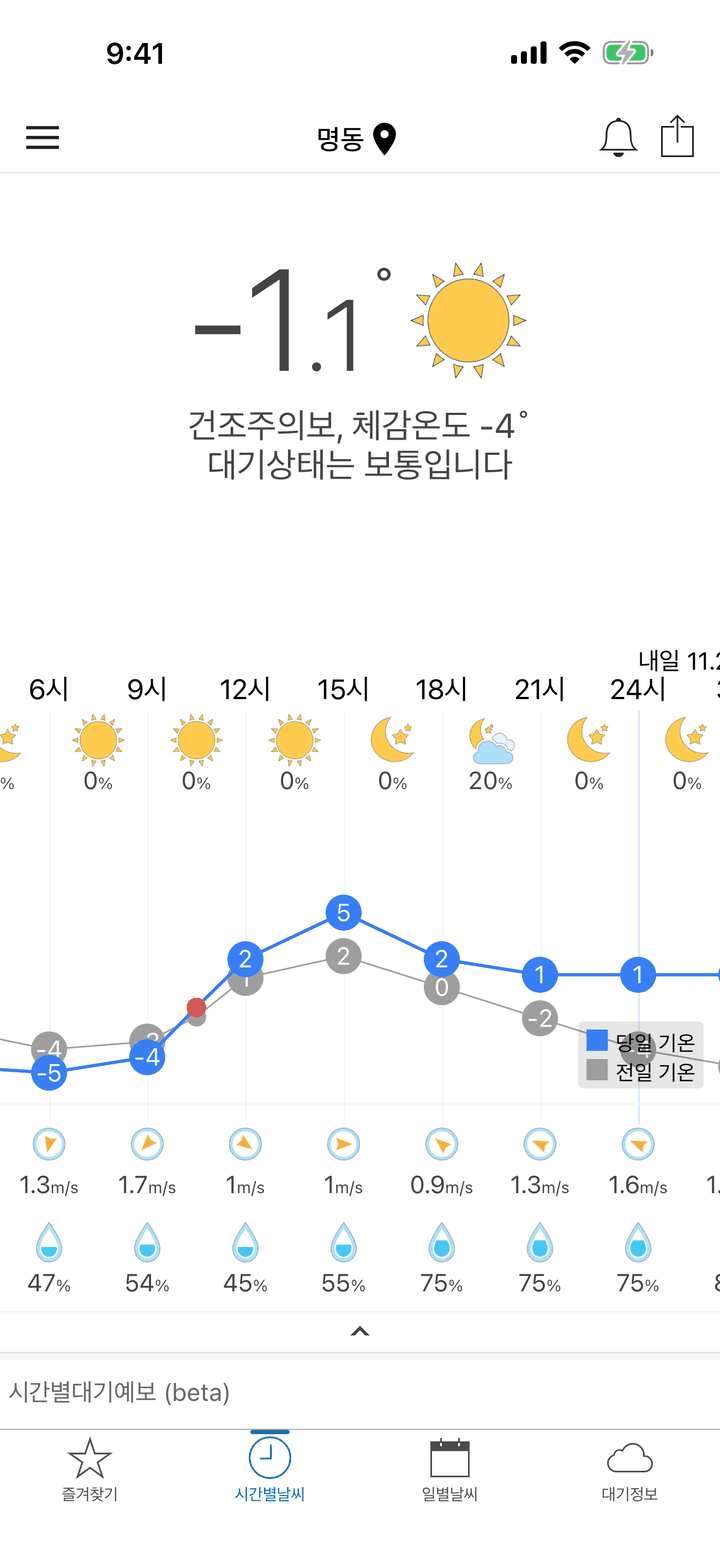 9:41
명동
-1.1°
건조주의보, 체감온도 -4°
대기상태는 보통입니다
내일 11.2
6시 9시 12시 15시 18시 21시 24시
% 0% 0% 0% 0% 20% 0% 0%
5
2 2 2 1 1
1 0
-4 -3 -2
-5 -4
당일 기온
전일 기온
1.3m/s 1.7m/s 1m/s 1m/s 0.9m/s 1.3m/s 1.6m/s 1.
47% 54% 45% 55% 75% 75% 75%
시간별대기예보 (beta)
즐겨찾기 시간별날씨 일별날씨 대기정보